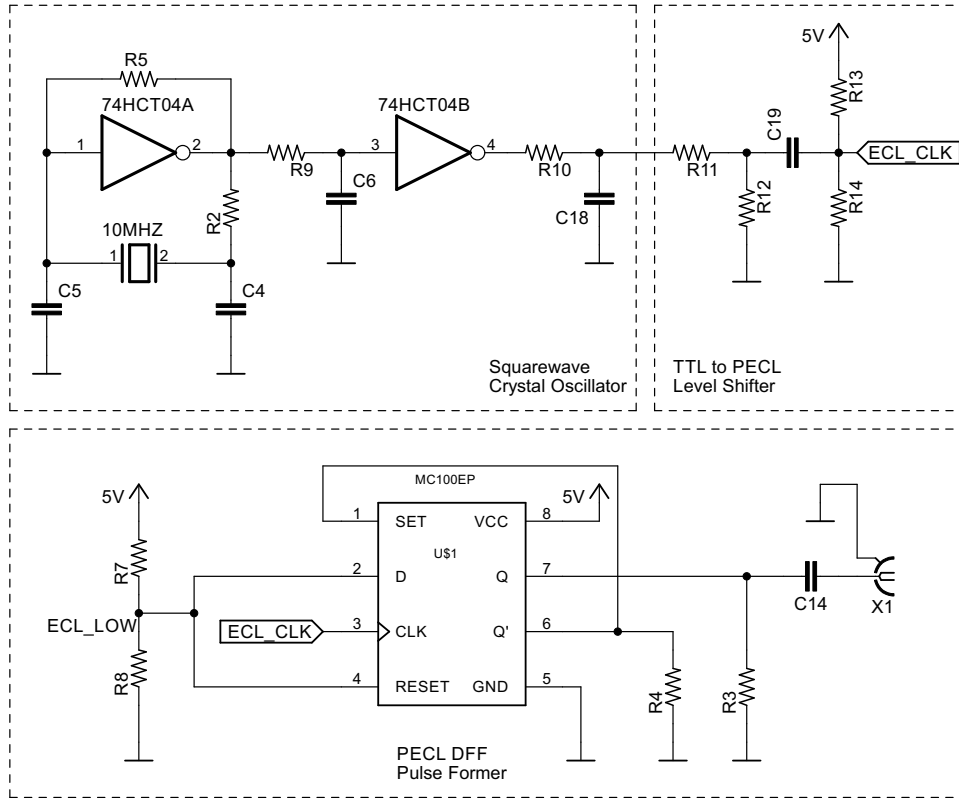 R5
74HCT04A
1
2
R9
C6
R2
10MHZ
1
2
C5
C4
74HCT04B
3
4
R10
C18
Squarewave
Crystal Oscillator
5V
R13
C19
ECL_CLK
R11
R12
R14
TTL to PECL
Level Shifter
5V
R7
ECL_LOW
R8
ECL_CLK
MC100EP
5V
1
SET
VCC
8
U$1
2
D
Q
7
3
CLK
Q'
6
4
RESET
GND
5
R4
R3
C14
X1
PECL DFF
Pulse Former